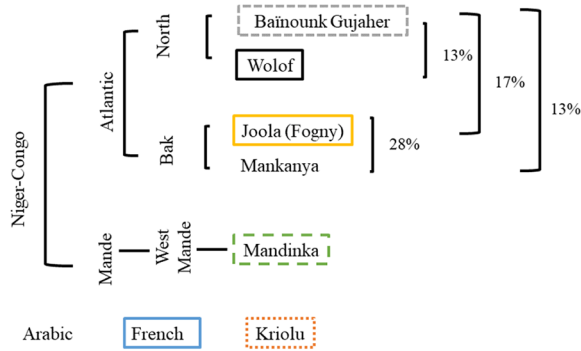 Niger-Congo
Atlantic
North
Baïnounk Gujaher
Wolof
13%
17%
13%
Bak
Joola (Fogny)
Mankanya
28%
Mande
West
Mande
Mandinka
Arabic
French
Kriolu